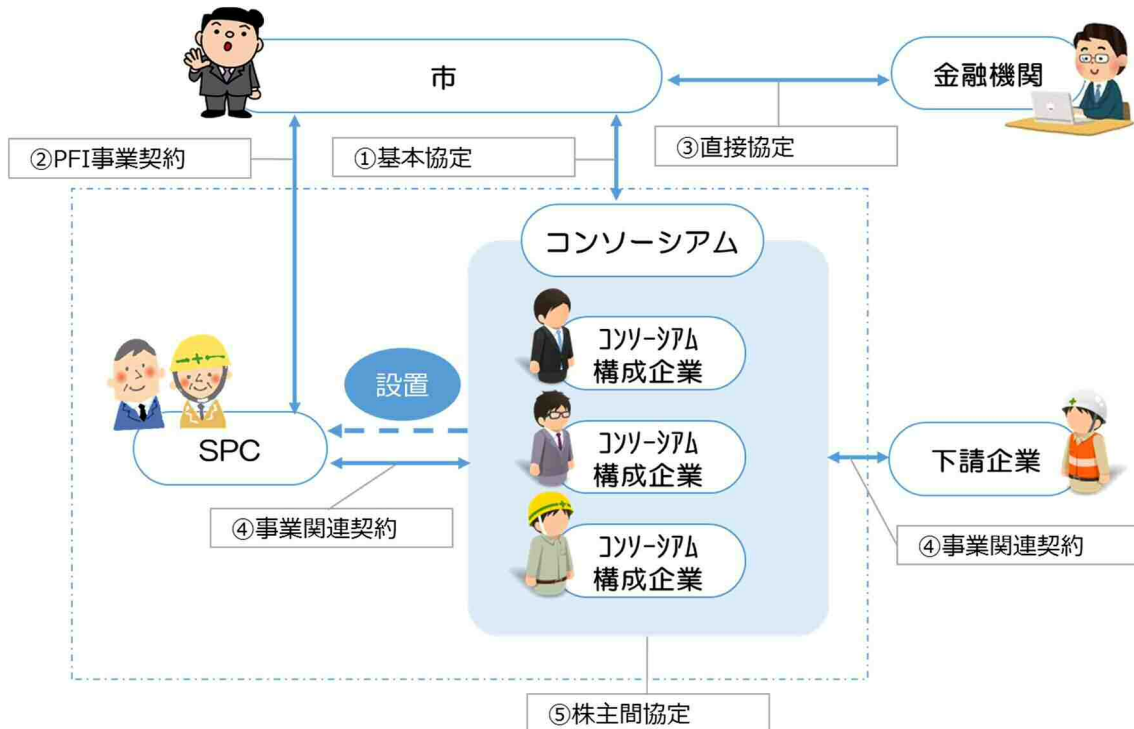 市
金融機関
②PFI事業契約
①基本協定
③直接協定
コンソーシアム
ｺﾝｿｰｼｱﾑ
構成企業
設置
ｺﾝｿｰｼｱﾑ
構成企業
SPC
下請企業
④事業関連契約
④事業関連契約
ｺﾝｿｰｼｱﾑ
構成企業
⑤株主間協定